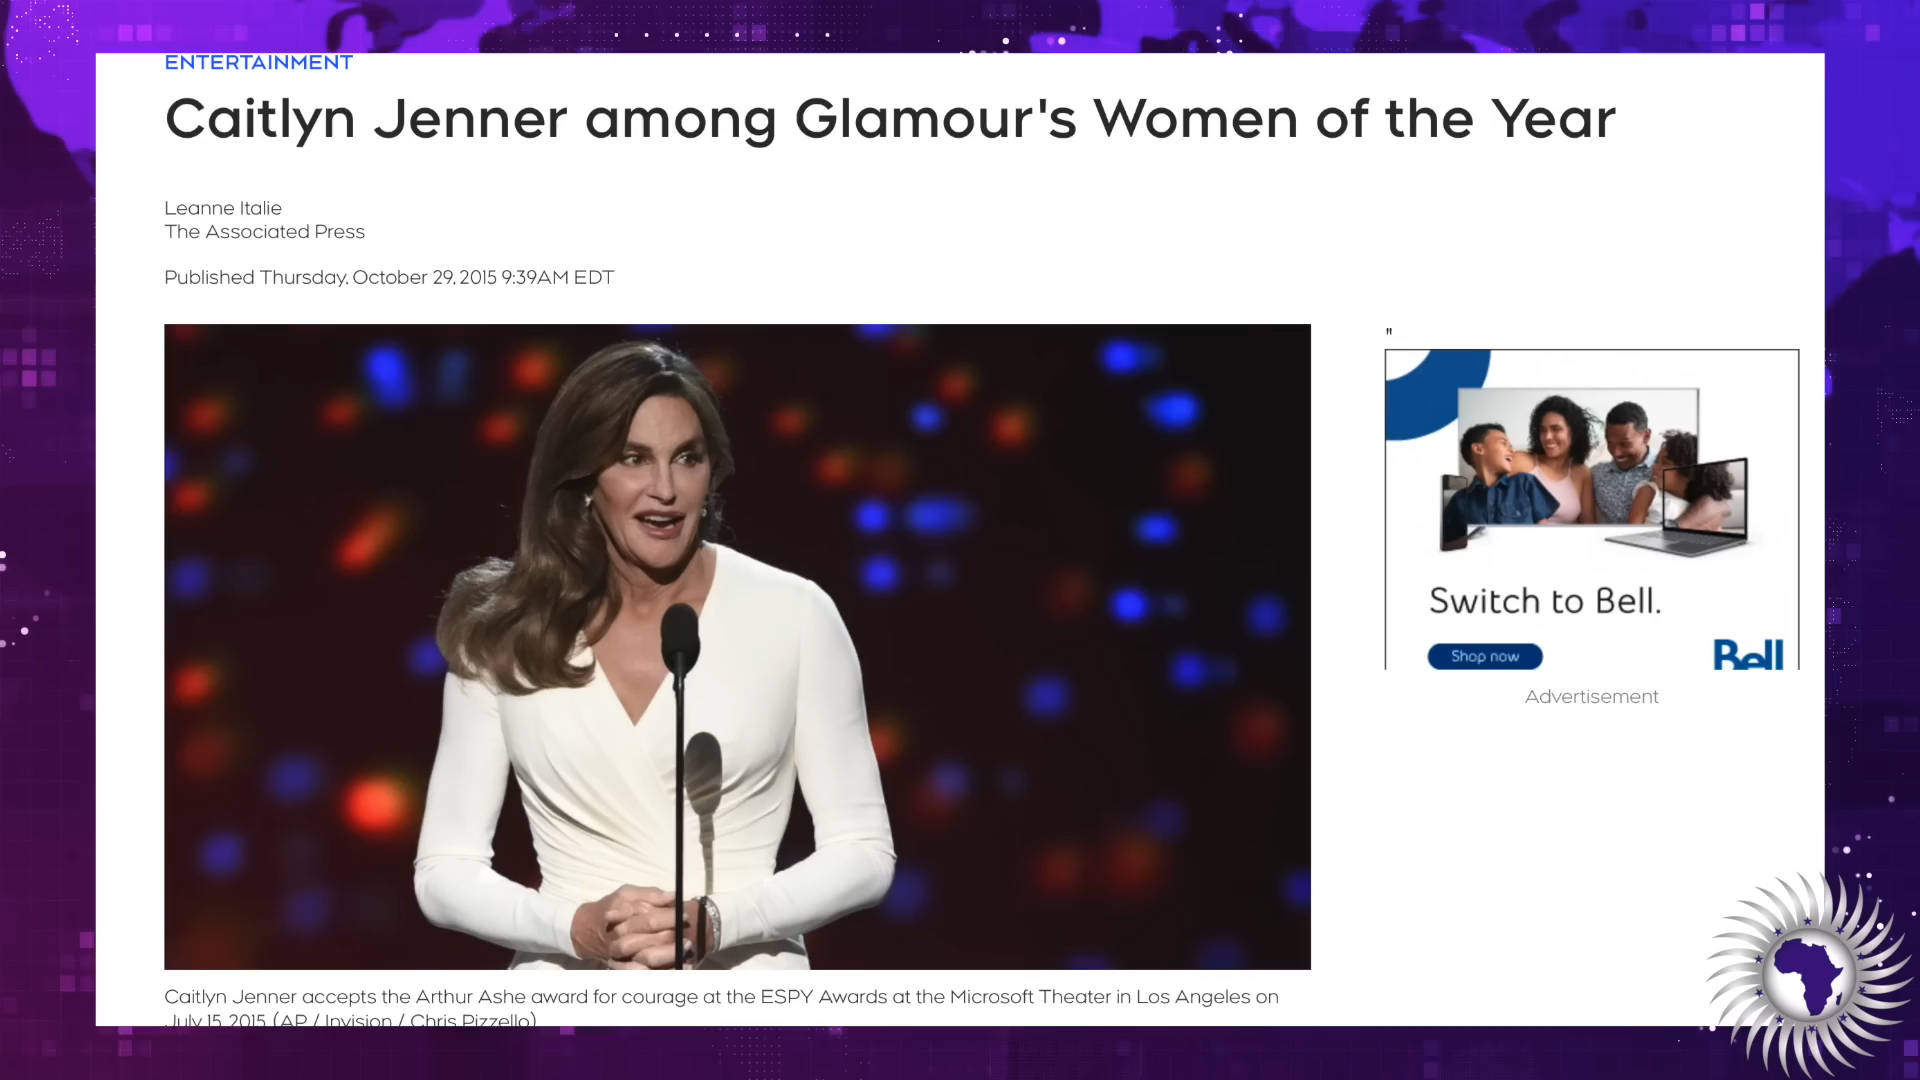 ENTERTAINMENT
Caitlyn Jenner among Glamour's Women of the Year
Leanne Italie
The Associated Press
Published Thursday, October 29, 2015 9:39AM EDT
"
Switch to Bell.
Shop now
Bell
Advertisement
Caitlyn Jenner accepts the Arthur Ashe award for courage at the ESPY Awards at the Microsoft Theater in Los Angeles on
July 15, 2015. (AP / Invision / Chris Pizzello)